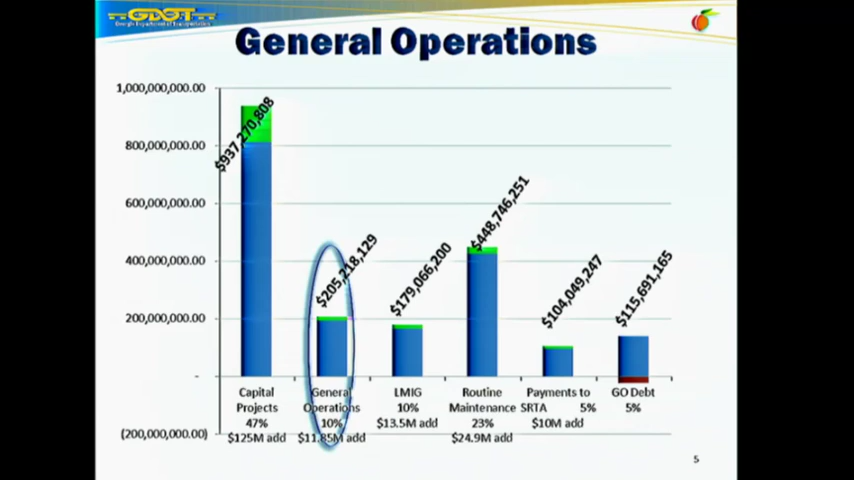 GDOT
Georgia Department of Transportation
General Operations
1,000,000,000.00
800,000,000.00
600,000,000.00
400,000,000.00
200,000,000.00
-
(200,000,000.00)
$937,270,808
$205,218,129
$179,066,200
$448,746,251
$104,049,247
$115,691,165
Capital
Projects
47%
$125M add
General
Operations
10%
$11.85M add
LMIG
10%
$13.5M add
Routine
Maintenance
23%
$24.9M add
Payments to
SRTA 5%
$10M add
GO Debt
5%
5